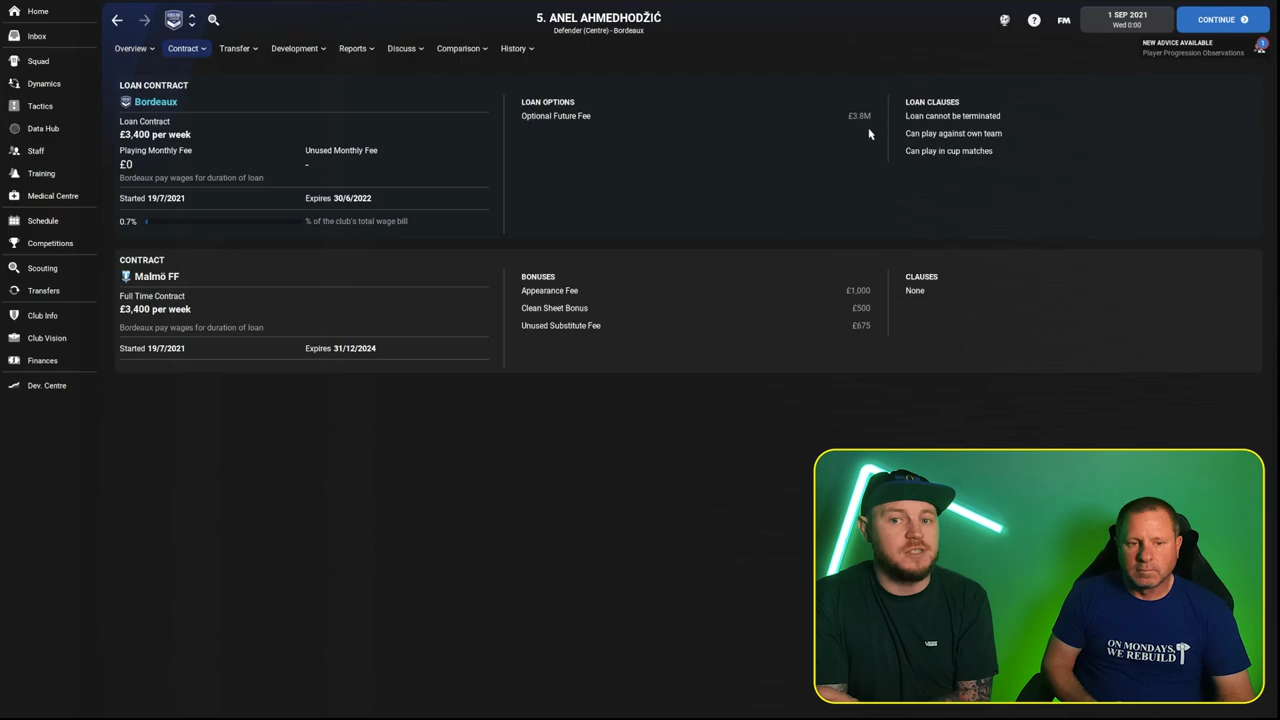 Home
Inbox
Squad
Dynamics
Tactics
Data Hub
Staff
Training
Medical Centre
Schedule
Competitions
Scouting
Transfers
Club Info
Club Vision
Finances
Dev. Centre
5. ANEL AHMEDHODŽIĆ
Defender (Centre) - Bordeaux
FM
1 SEP 2021
Wed 0:00
CONTINUE
Overview
Contract
Transfer
Development
Reports
Discuss
Comparison
History
NEW ADVICE AVAILABLE
Player Progression Observations
1
LOAN CONTRACT
Bordeaux
Loan Contract
£3,400 per week
Playing Monthly Fee Unused Monthly Fee
£0 -
Bordeaux pay wages for duration of loan
Started 19/7/2021 Expires 30/6/2022
0.7% % of the club's total wage bill
LOAN OPTIONS
Optional Future Fee £3.8M
LOAN CLAUSES
Loan cannot be terminated
Can play against own team
Can play in cup matches
CONTRACT
Malmö FF
Full Time Contract
£3,400 per week
Bordeaux pay wages for duration of loan
Started 19/7/2021 Expires 31/12/2024
BONUSES
Appearance Fee £1,000
Clean Sheet Bonus £500
Unused Substitute Fee £675
CLAUSES
None
VANS
ON MONDAYS,
WE REBUILD